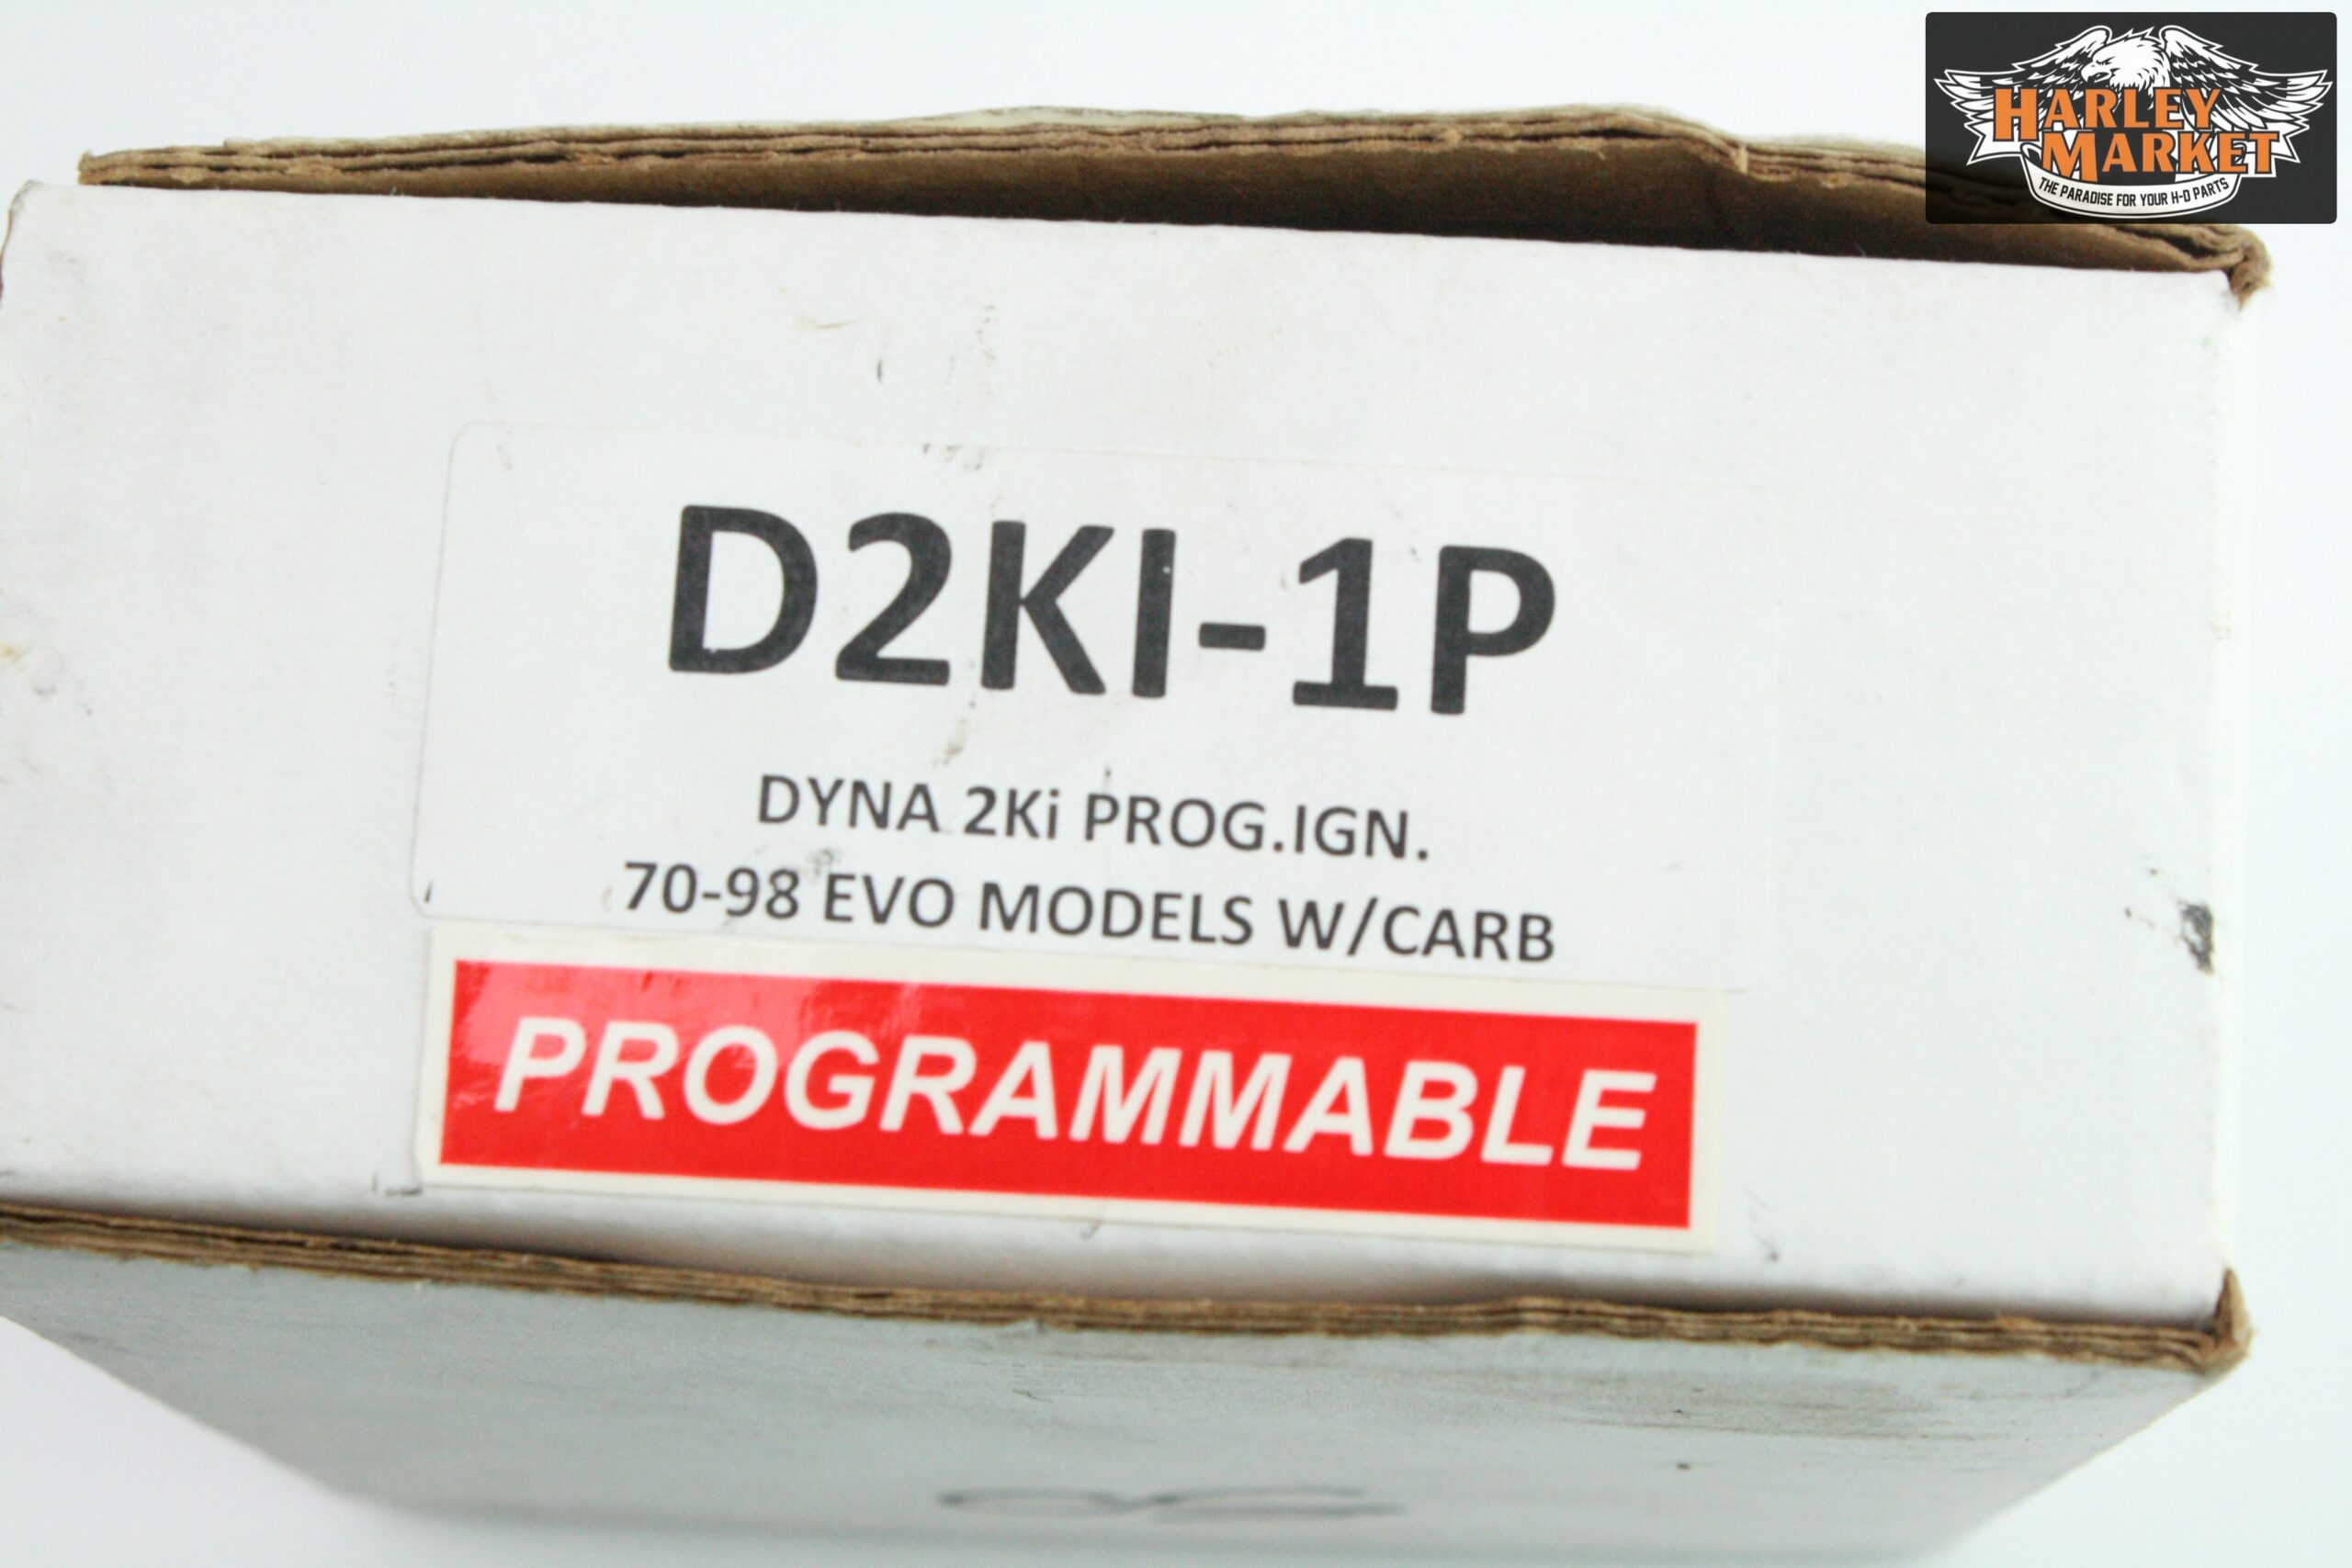 HARLEY
MARKET
THE PARADISE FOR YOUR H-D PARTS
D2KI-1P
DYNA 2Ki PROG.IGN.
70-98 EVO MODELS W/CARB
PROGRAMMABLE